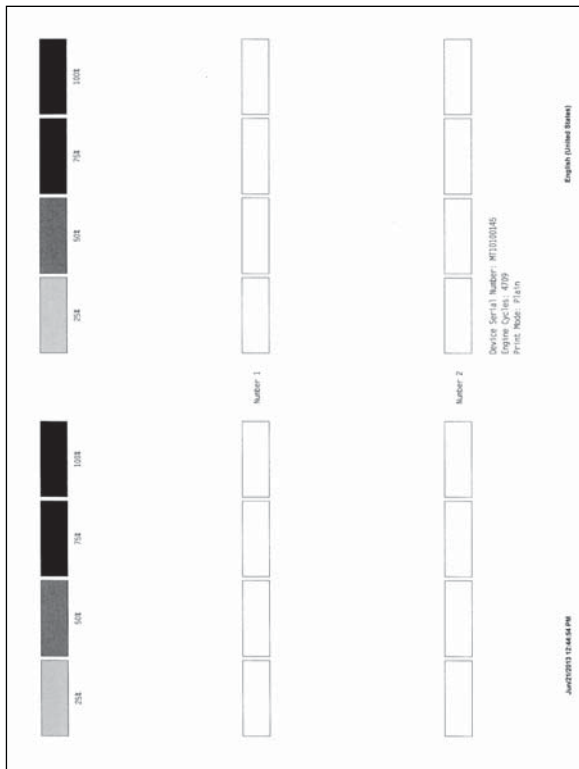 25% 50% 75% 100% 25% 50% 75% 100%
Number 1
Number 2
Device Serial Number: MT10100145
Engine Cycles: 4709
Print Mode: Plain
Jun/21/2013 12:44:54 PM English (United States)